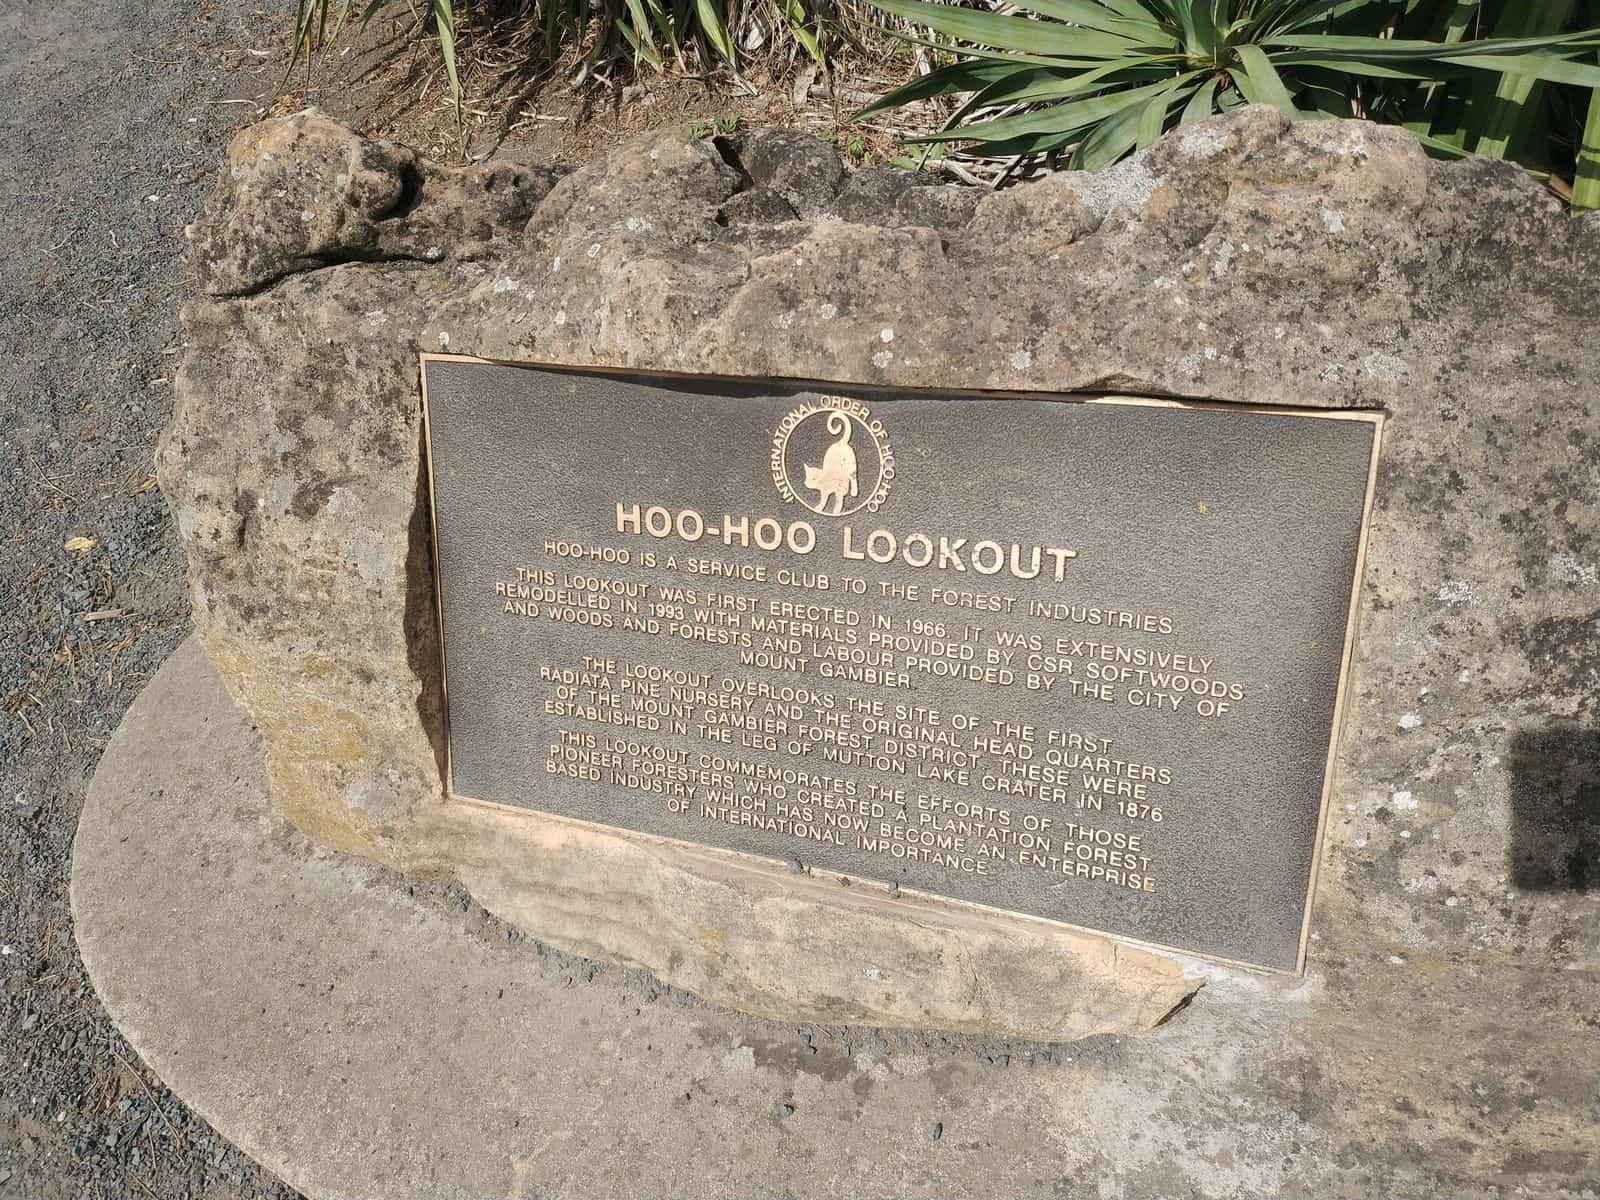 INTERNATIONAL ORDER OF HOO-HOO
HOO-HOO LOOKOUT
HOO-HOO IS A SERVICE CLUB TO THE FOREST INDUSTRIES.
THIS LOOKOUT WAS FIRST ERECTED IN 1966. IT WAS EXTENSIVELY
REMODELLED IN 1993 WITH MATERIALS PROVIDED BY CSR SOFTWOODS
AND WOODS AND FORESTS AND LABOUR PROVIDED BY THE CITY OF
MOUNT GAMBIER.
THE LOOKOUT OVERLOOKS THE SITE OF THE FIRST
RADIATA PINE NURSERY AND THE ORIGINAL HEAD QUARTERS
OF THE MOUNT GAMBIER FOREST DISTRICT. THESE WERE
ESTABLISHED IN THE LEG OF MUTTON LAKE CRATER IN 1876
THIS LOOKOUT COMMEMORATES THE EFFORTS OF THOSE
PIONEER FORESTERS WHO CREATED A PLANTATION FOREST
BASED INDUSTRY WHICH HAS NOW BECOME AN ENTERPRISE
OF INTERNATIONAL IMPORTANCE